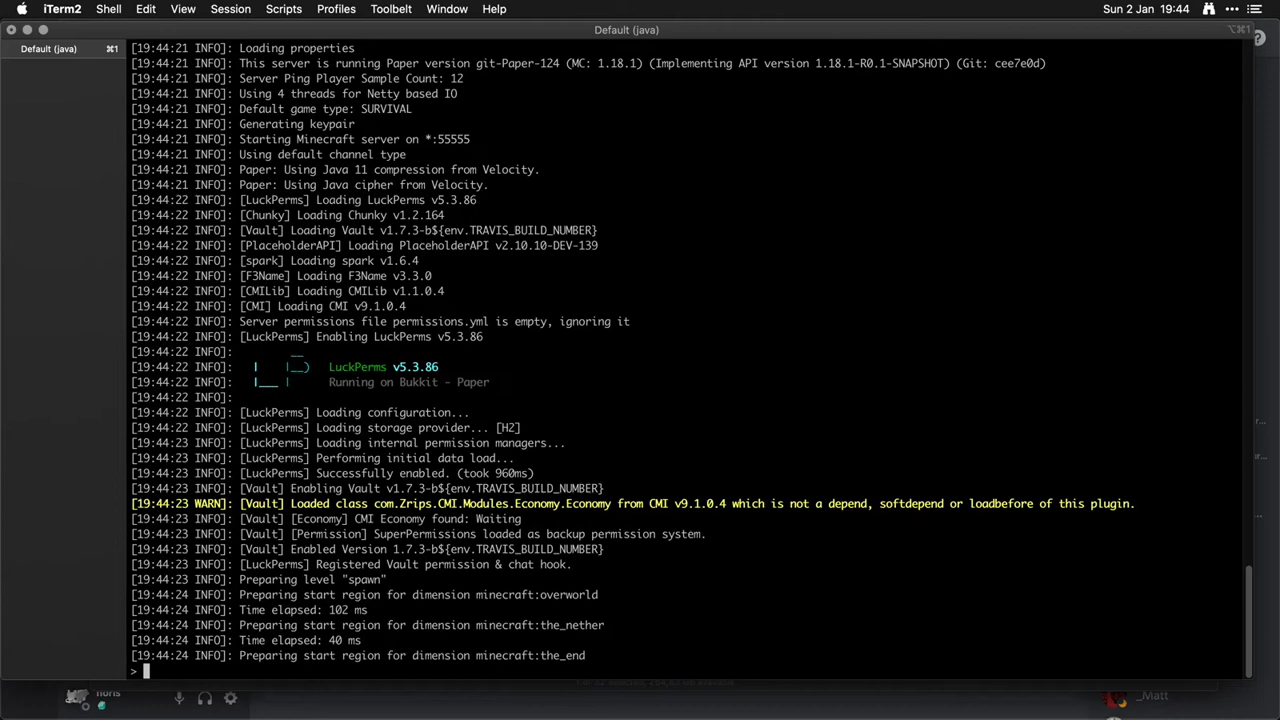 iTerm2 Shell Edit View Session Scripts Profiles Toolbelt Window Help Sun 2 Jan 19:44
Default (java) ⌥⌘1
Default (java) ⌘1
[19:44:21 INFO]: Loading properties
[19:44:21 INFO]: This server is running Paper version git-Paper-124 (MC: 1.18.1) (Implementing API version 1.18.1-R0.1-SNAPSHOT) (Git: cee7e0d)
[19:44:21 INFO]: Server Ping Player Sample Count: 12
[19:44:21 INFO]: Using 4 threads for Netty based IO
[19:44:21 INFO]: Default game type: SURVIVAL
[19:44:21 INFO]: Generating keypair
[19:44:21 INFO]: Starting Minecraft server on *:55555
[19:44:21 INFO]: Using default channel type
[19:44:21 INFO]: Paper: Using Java 11 compression from Velocity.
[19:44:21 INFO]: Paper: Using Java cipher from Velocity.
[19:44:22 INFO]: [LuckPerms] Loading LuckPerms v5.3.86
[19:44:22 INFO]: [Chunky] Loading Chunky v1.2.164
[19:44:22 INFO]: [Vault] Loading Vault v1.7.3-b${env.TRAVIS_BUILD_NUMBER}
[19:44:22 INFO]: [PlaceholderAPI] Loading PlaceholderAPI v2.10.10-DEV-139
[19:44:22 INFO]: [spark] Loading spark v1.6.4
[19:44:22 INFO]: [F3Name] Loading F3Name v3.3.0
[19:44:22 INFO]: [CMILib] Loading CMILib v1.1.0.4
[19:44:22 INFO]: [CMI] Loading CMI v9.1.0.4
[19:44:22 INFO]: Server permissions file permissions.yml is empty, ignoring it
[19:44:22 INFO]: [LuckPerms] Enabling LuckPerms v5.3.86
[19:44:22 INFO]:         __
[19:44:22 INFO]:   |    |__)   LuckPerms v5.3.86
[19:44:22 INFO]:   |___ |      Running on Bukkit - Paper
[19:44:22 INFO]:
[19:44:22 INFO]: [LuckPerms] Loading configuration...
[19:44:23 INFO]: [LuckPerms] Loading storage provider... [H2]
[19:44:23 INFO]: [LuckPerms] Loading internal permission managers...
[19:44:23 INFO]: [LuckPerms] Performing initial data load...
[19:44:23 INFO]: [LuckPerms] Successfully enabled. (took 960ms)
[19:44:23 INFO]: [Vault] Enabling Vault v1.7.3-b${env.TRAVIS_BUILD_NUMBER}
[19:44:23 WARN]: [Vault] Loaded class com.Zrips.CMI.Modules.Economy.Economy from CMI v9.1.0.4 which is not a depend, softdepend or loadbefore of this plugin.
[19:44:23 INFO]: [Vault] [Economy] CMI Economy found: Waiting
[19:44:23 INFO]: [Vault] [Permission] SuperPermissions loaded as backup permission system.
[19:44:23 INFO]: [Vault] Enabled Version 1.7.3-b${env.TRAVIS_BUILD_NUMBER}
[19:44:23 INFO]: [LuckPerms] Registered Vault permission & chat hook.
[19:44:23 INFO]: Preparing level "spawn"
[19:44:24 INFO]: Preparing start region for dimension minecraft:overworld
[19:44:24 INFO]: Time elapsed: 102 ms
[19:44:24 INFO]: Preparing start region for dimension minecraft:the_nether
[19:44:24 INFO]: Time elapsed: 40 ms
[19:44:24 INFO]: Preparing start region for dimension minecraft:the_end
>
_Matt